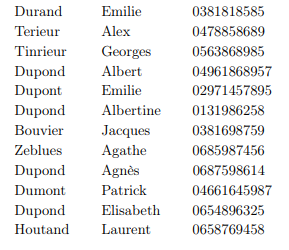 Durand Emilie 0381818585
Terieur Alex 0478858689
Tinrieur Georges 0563868985
Dupond Albert 04961868957
Dupont Emilie 02971457895
Dupond Albertine 0131986258
Bouvier Jacques 0381698759
Zeblues Agathe 0685987456
Dupond Agnès 0687598614
Dumont Patrick 04661645987
Dupond Elisabeth 0654896325
Houtand Laurent 0658769458